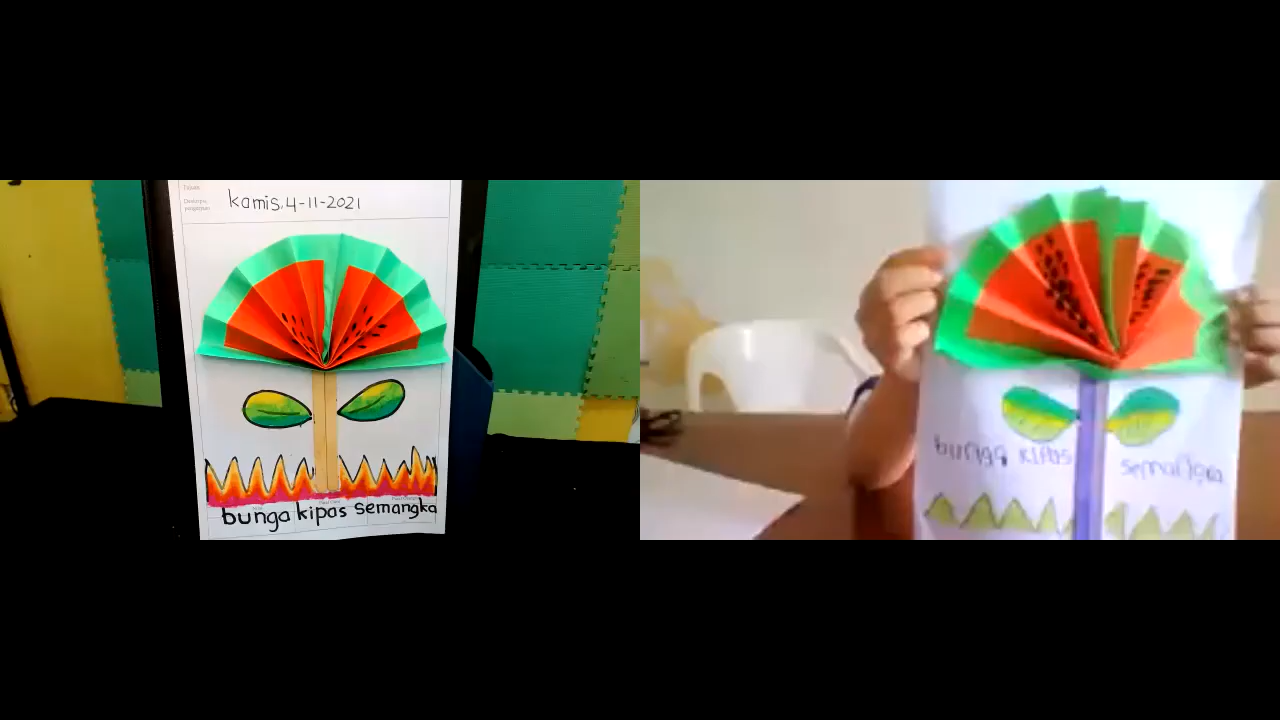 kamis, 4-11-2021
bunga kipas semangka
bunga kipas
semangka